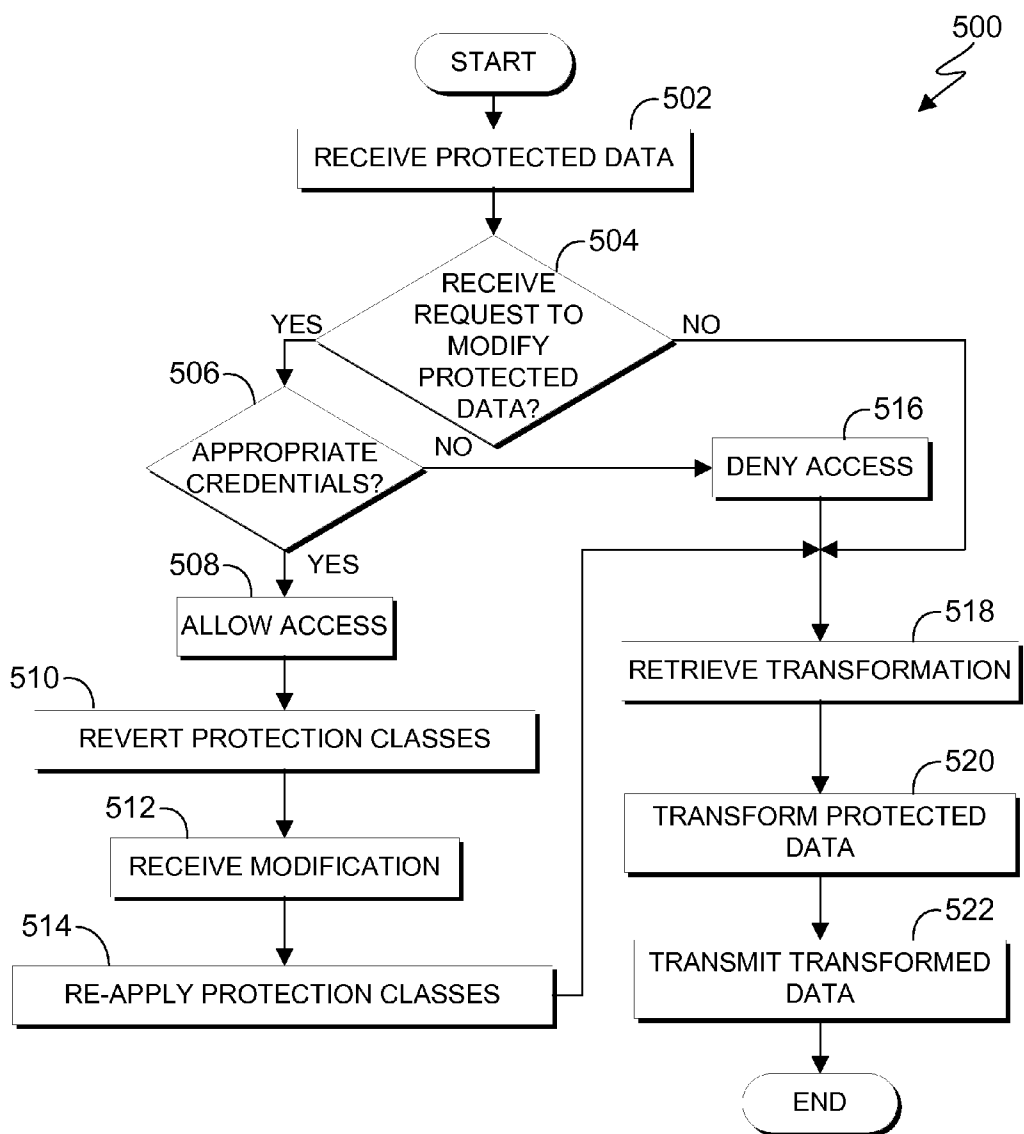 500
START
502
RECEIVE PROTECTED DATA
504
RECEIVE
REQUEST TO
MODIFY
PROTECTED
DATA?
YES
NO
506
APPROPRIATE
CREDENTIALS?
NO
516
DENY ACCESS
YES
508
ALLOW ACCESS
510
REVERT PROTECTION CLASSES
512
RECEIVE MODIFICATION
514
RE-APPLY PROTECTION CLASSES
518
RETRIEVE TRANSFORMATION
520
TRANSFORM PROTECTED
DATA
522
TRANSMIT TRANSFORMED
DATA
END